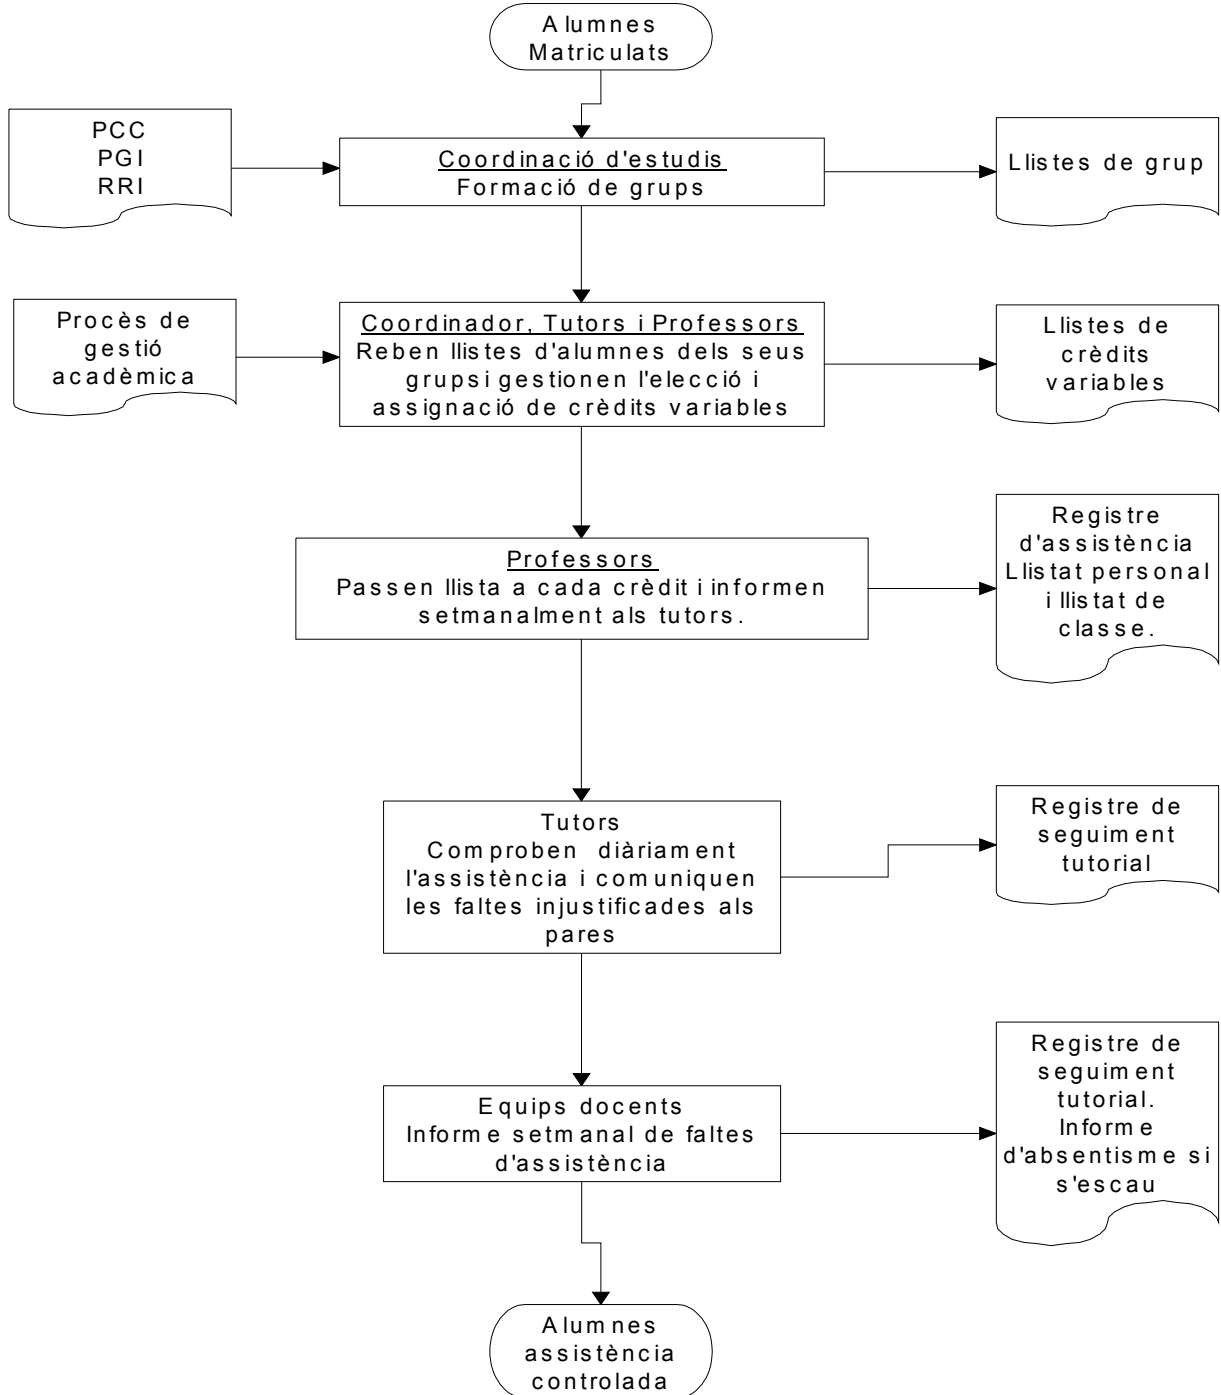 Alumnes
Matriculats
PCC
PGI
RRI
Coordinació d'estudis
Formació de grups
Llistes de grup
Procès de
gestió
acadèmica
Coordinador, Tutors i Professors
Reben llistes d'alumnes dels seus
grupsi gestionen l'elecció i
assignació de crèdits variables
Llistes de
crèdits
variables
Professors
Passen llista a cada crèdit i informen
setmanalment als tutors.
Registre
d'assistència
Llistat personal
i llistat de
classe.
Tutors
Comproben diàriament
l'assistència i comuniquen
les faltes injustificades als
pares
Registre de
seguiment
tutorial
Equips docents
Informe setmanal de faltes
d'assistència
Registre de
seguiment
tutorial.
Informe
d'absentisme si
s'escau
Alumnes
assistència
controlada